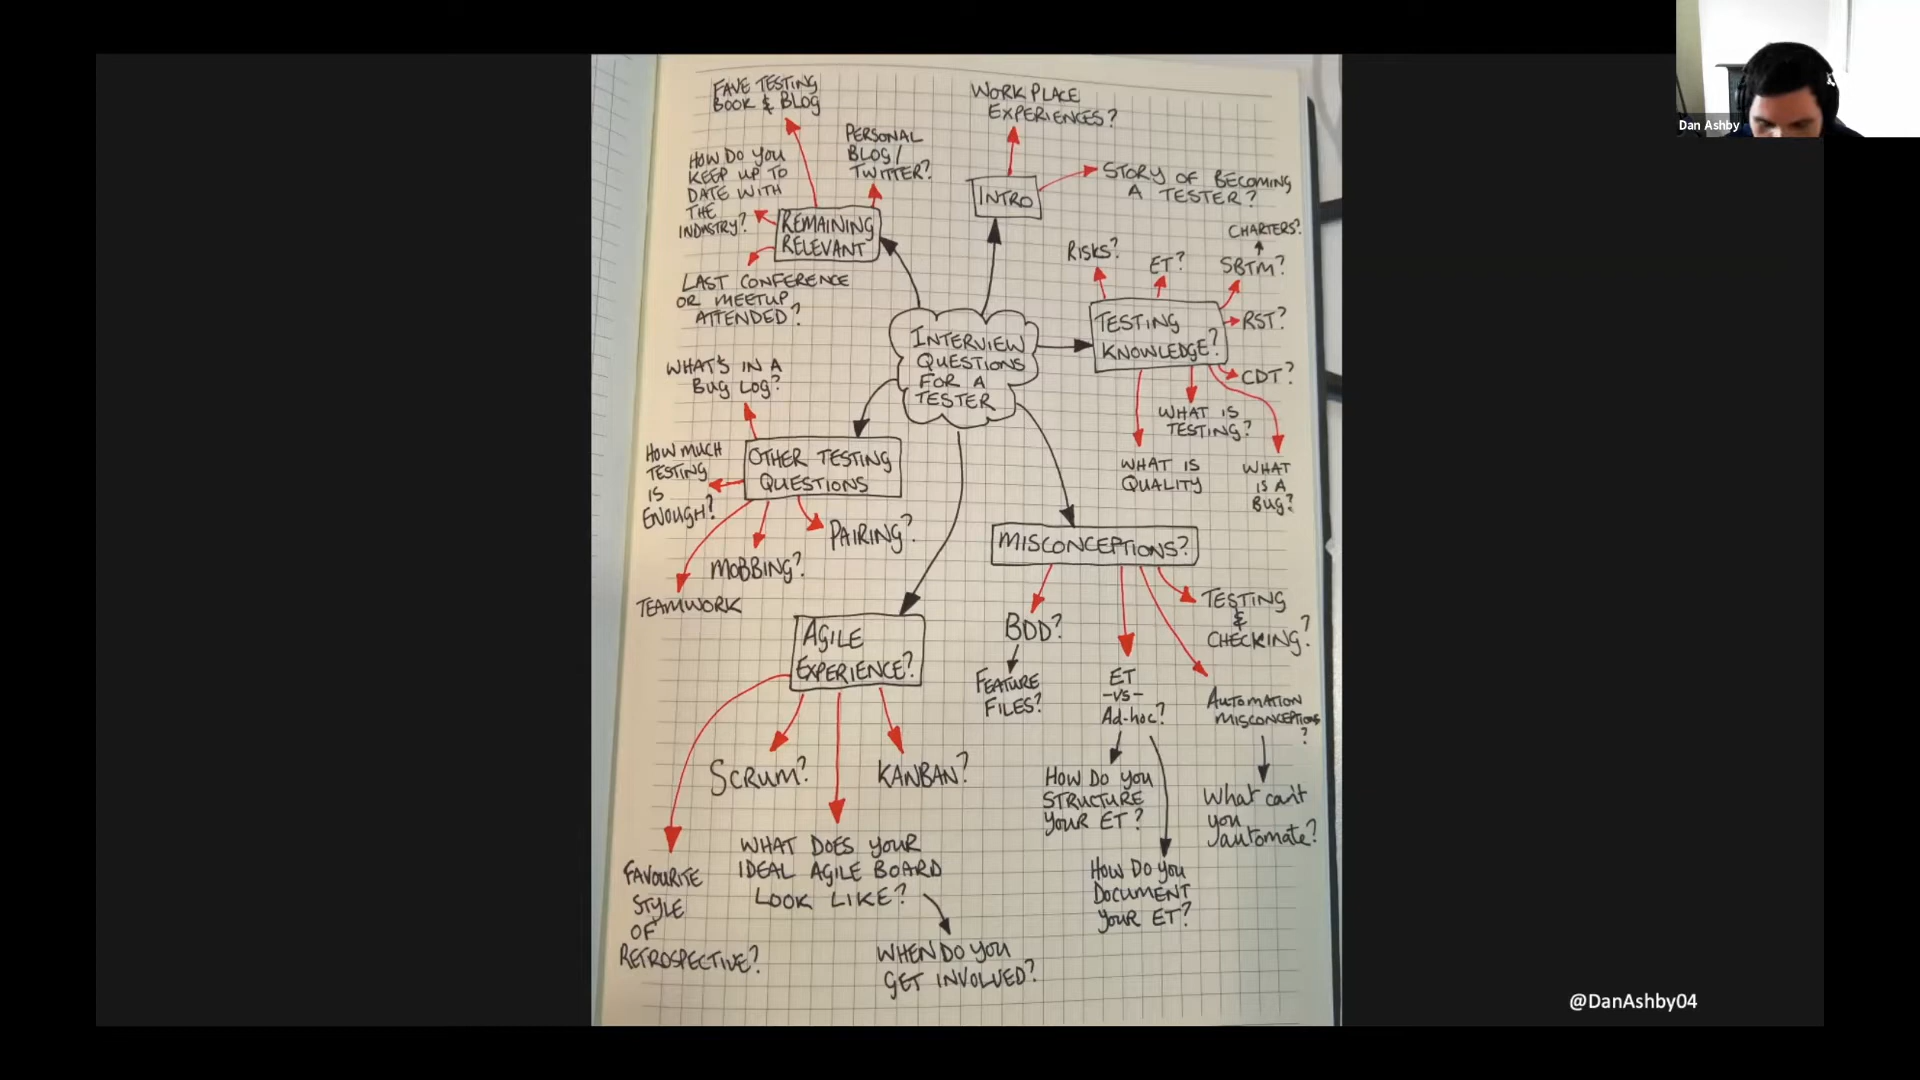 FAVE TESTING
BOOK & BLOG
PERSONAL
BLOG/
TWITTER?
HOW DO YOU
KEEP UP TO
DATE WITH
THE
INDUSTRY?
REMAINING
RELEVANT
LAST CONFERENCE
OR MEETUP
ATTENDED?
WORKPLACE
EXPERIENCES?
INTRO
STORY OF BECOMING
A TESTER?
RISKS?
ET?
CHARTERS?
SBTM?
RST?
CDT?
TESTING
KNOWLEDGE?
WHAT IS
TESTING?
WHAT IS
QUALITY
WHAT
IS A
BUG?
INTERVIEW
QUESTIONS
FOR A
TESTER
WHAT'S IN A
BUG LOG?
HOW MUCH
TESTING
IS
ENOUGH?
OTHER TESTING
QUESTIONS
PAIRING?
MOBBING?
TEAMWORK
MISCONCEPTIONS?
BDD?
FEATURE
FILES?
ET
-VS-
Ad-hoc?
TESTING
&
CHECKING?
AUTOMATION
MISCONCEPTIONS
?
HOW DO YOU
STRUCTURE
YOUR ET?
What can't
you
automate?
HOW DO YOU
DOCUMENT
YOUR ET?
AGILE
EXPERIENCE?
SCRUM?
KANBAN?
WHAT DOES YOUR
IDEAL AGILE BOARD
LOOK LIKE?
FAVOURITE
STYLE
OF
RETROSPECTIVE?
WHEN DO YOU
GET INVOLVED?
Dan Ashby
@DanAshby04